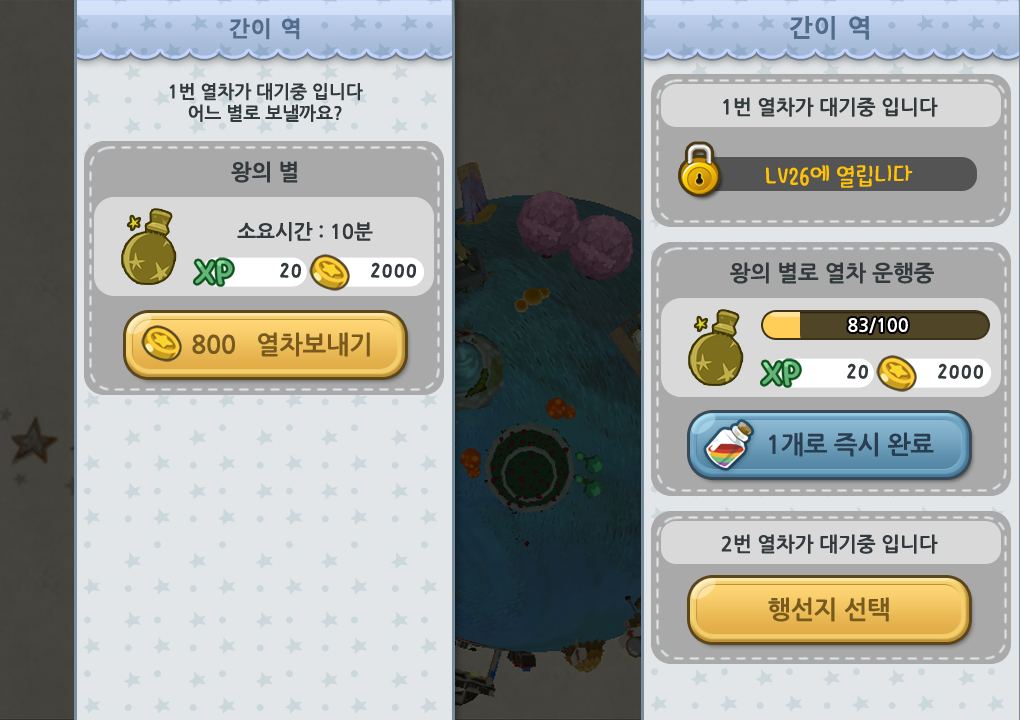 간이 역
1번 열차가 대기중 입니다
어느 별로 보낼까요?
왕의 별
소요시간 : 10분
XP 20 2000
800 열차보내기
간이 역
1번 열차가 대기중 입니다
LV26에 열립니다
왕의 별로 열차 운행중
83/100
XP 20 2000
1개로 즉시 완료
2번 열차가 대기중 입니다
행선지 선택